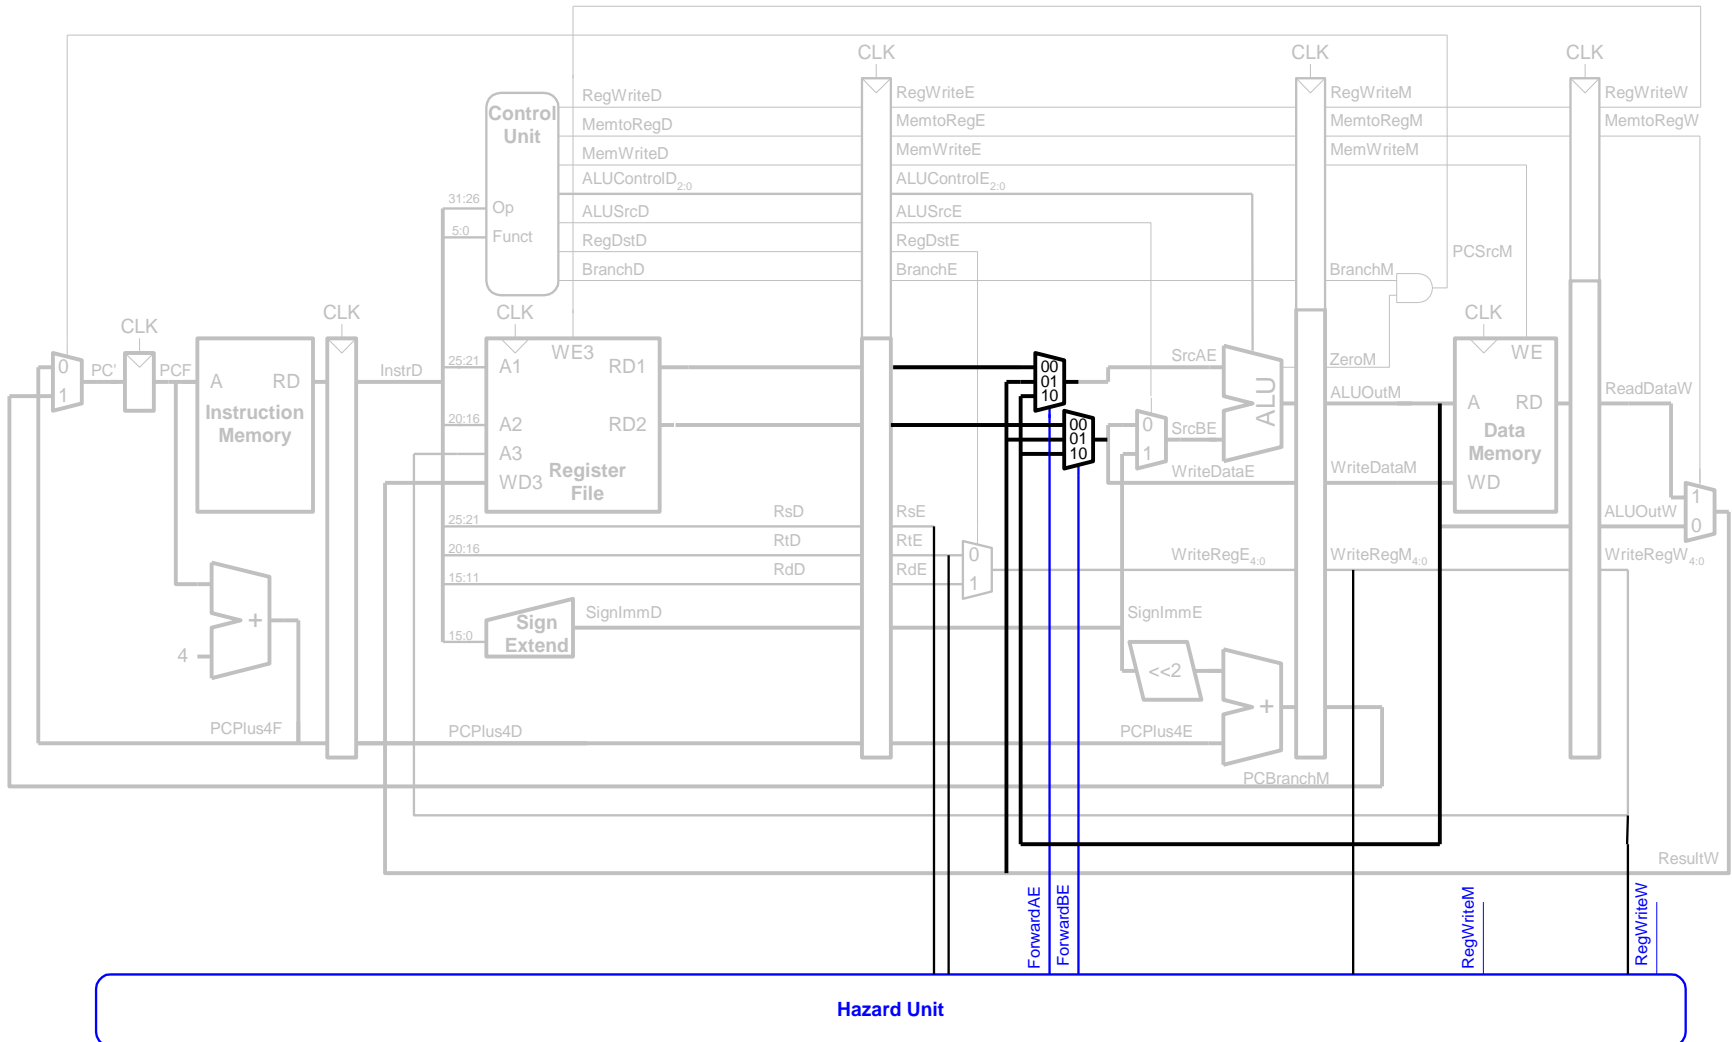 CLK
CLK
CLK
RegWriteD
RegWriteE
RegWriteM
RegWriteW
Control
Unit
MemtoRegD
MemtoRegE
MemtoRegM
MemtoRegW
MemWriteD
MemWriteE
MemWriteM
ALUControlD2:0
ALUControlE2:0
31:26
Op
ALUSrcD
ALUSrcE
5:0
Funct
RegDstD
RegDstE
PCSrcM
BranchD
BranchE
BranchM
CLK
CLK
CLK
CLK
0
1
PC'
PCF
A
RD
Instruction
Memory
InstrD
25:21
A1
WE3
RD1
00
01
10
SrcAE
ALU
ZeroM
WE
ALUOutM
A
RD
ReadDataW
20:16
A2
RD2
00
01
10
0
1
SrcBE
Data
Memory
A3
Register
File
WD3
WriteDataE
WriteDataM
WD
1
0
25:21
RsD
RsE
ALUOutW
20:16
RtD
RtE
0
1
WriteRegE4:0
WriteRegM4:0
WriteRegW4:0
15:11
RdD
RdE
SignImmD
SignImmE
+
4
15:0
Sign
Extend
<<2
+
PCPlus4F
PCPlus4D
PCPlus4E
PCBranchM
ResultW
ForwardAE
ForwardBE
RegWriteM
RegWriteW
Hazard Unit